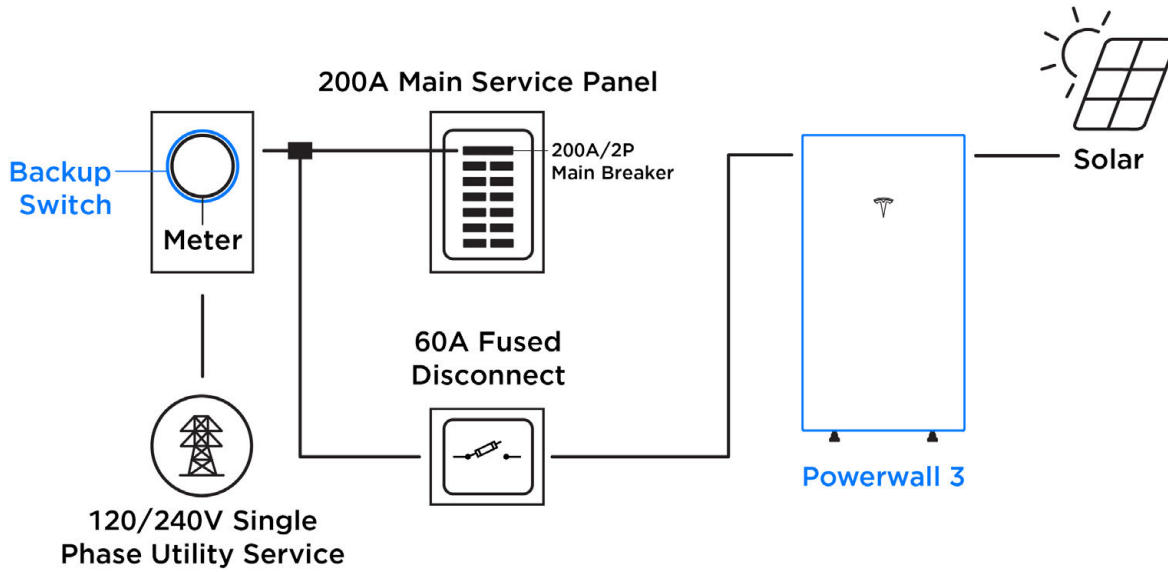 200A Main Service Panel
200A/2P
Main Breaker
Backup
Switch
Meter
Solar
60A Fused
Disconnect
Powerwall 3
120/240V Single
Phase Utility Service